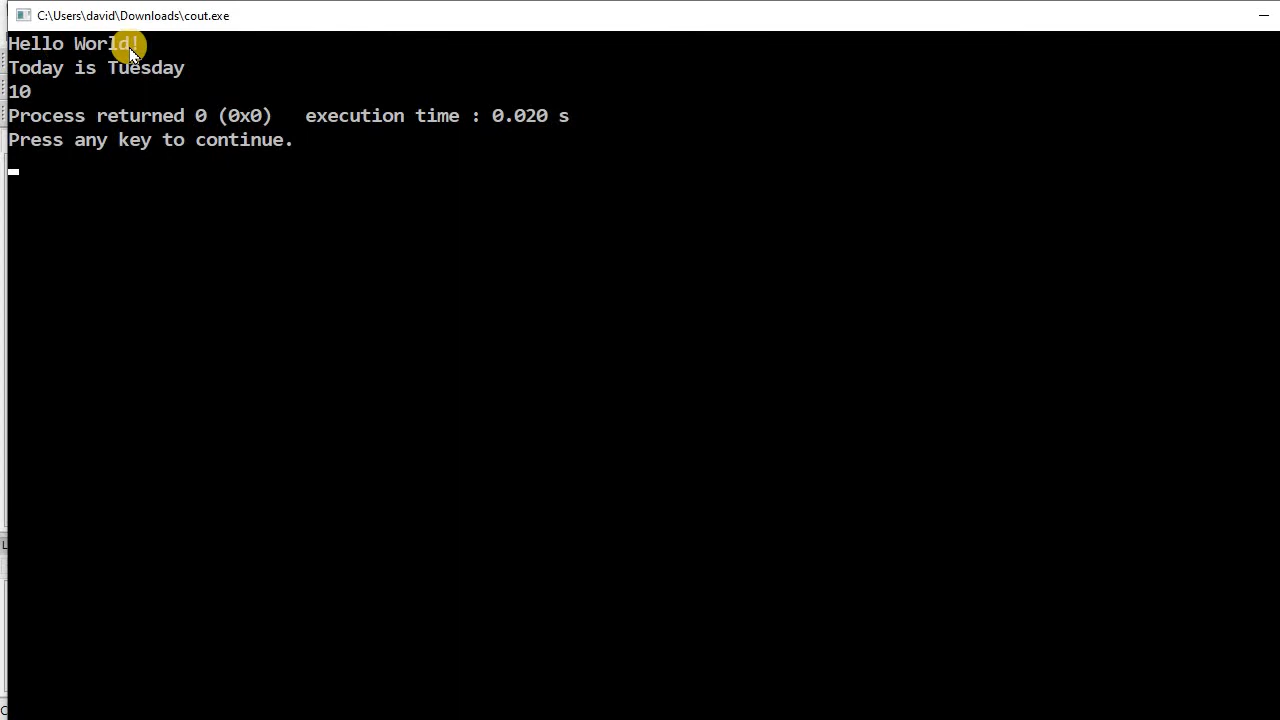 C:\Users\david\Downloads\cout.exe
Hello World!
Today is Tuesday
10
Process returned 0 (0x0)   execution time : 0.020 s
Press any key to continue.